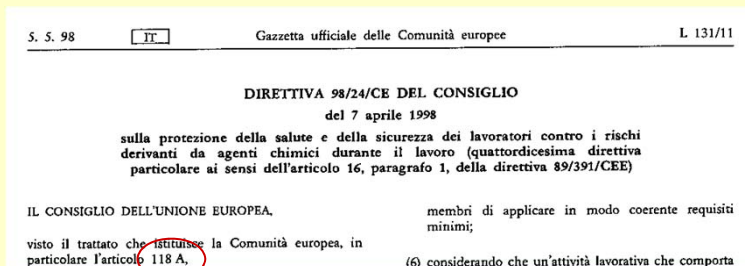 5. 5. 98 IT Gazzetta ufficiale delle Comunità europee L 131/11
DIRETTIVA 98/24/CE DEL CONSIGLIO
del 7 aprile 1998
sulla protezione della salute e della sicurezza dei lavoratori contro i rischi
derivanti da agenti chimici durante il lavoro (quattordicesima direttiva
particolare ai sensi dell'articolo 16, paragrafo 1, della direttiva 89/391/CEE)
IL CONSIGLIO DELL'UNIONE EUROPEA,
visto il trattato che istituisce la Comunità europea, in
particolare l'articolo 118 A,
membri di applicare in modo coerente requisiti
minimi;
(6) considerando che un'attività lavorativa che comporta